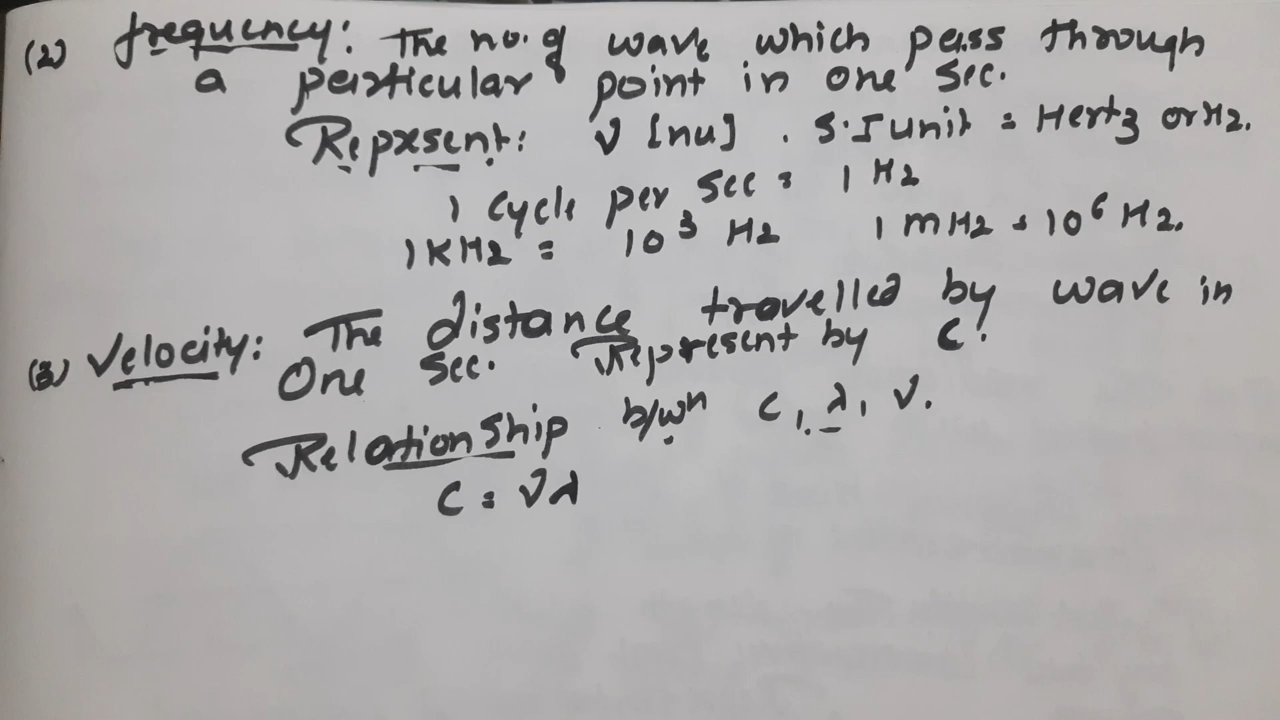 (2) frequency: The no. of wave which pass through
a particular point in one sec.
Represent: ν [nu] . S.I unit = Hertz or Hz.
1 cycle per sec = 1 Hz
1 KHz = 10³ Hz 1 mHz = 10⁶ Hz.
(3) Velocity: The distance travelled by wave in
One sec. Represent by C.
Relationship b/wn C, λ, ν.
C = νλ